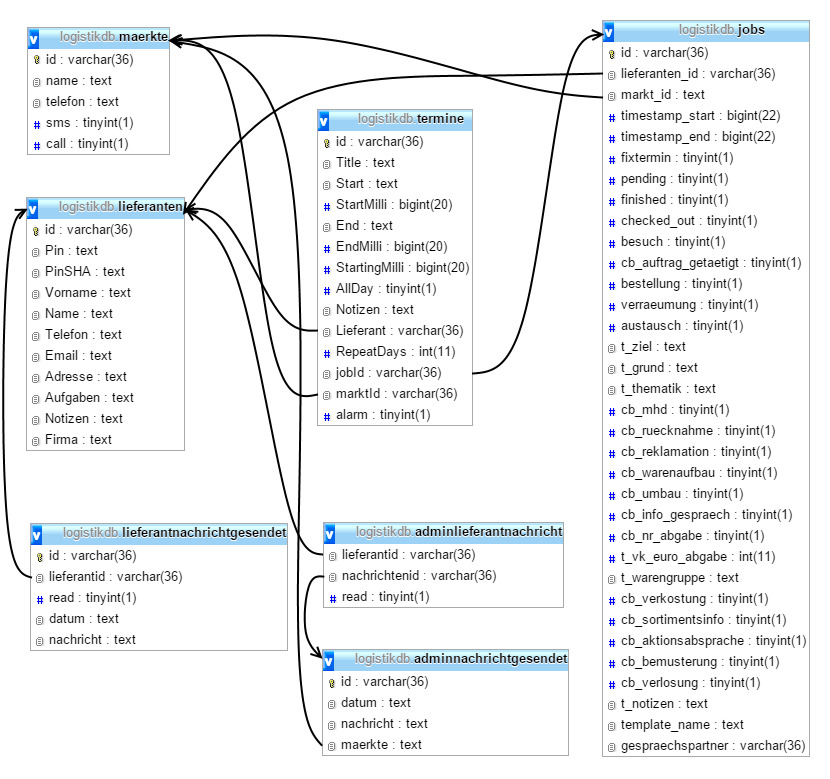 logistikdb.maerkte
id : varchar(36)
name : text
telefon : text
sms : tinyint(1)
call : tinyint(1)
logistikdb.lieferanten
id : varchar(36)
Pin : text
PinSHA : text
Vorname : text
Name : text
Telefon : text
Email : text
Adresse : text
Aufgaben : text
Notizen : text
Firma : text
logistikdb.lieferantnachrichtgesendet
id : varchar(36)
lieferantid : varchar(36)
read : tinyint(1)
datum : text
nachricht : text
logistikdb.termine
id : varchar(36)
Title : text
Start : text
StartMilli : bigint(20)
End : text
EndMilli : bigint(20)
StartingMilli : bigint(20)
AllDay : tinyint(1)
Notizen : text
Lieferant : varchar(36)
RepeatDays : int(11)
jobId : varchar(36)
marktId : varchar(36)
alarm : tinyint(1)
logistikdb.adminlieferantnachricht
lieferantid : varchar(36)
nachrichtenid : varchar(36)
read : tinyint(1)
logistikdb.adminnachrichtgesendet
id : varchar(36)
datum : text
nachricht : text
maerkte : text
logistikdb.jobs
id : varchar(36)
lieferanten_id : varchar(36)
markt_id : text
timestamp_start : bigint(22)
timestamp_end : bigint(22)
fixtermin : tinyint(1)
pending : tinyint(1)
finished : tinyint(1)
checked_out : tinyint(1)
besuch : tinyint(1)
cb_auftrag_getaetigt : tinyint(1)
bestellung : tinyint(1)
verraeumung : tinyint(1)
austausch : tinyint(1)
t_ziel : text
t_grund : text
t_thematik : text
cb_mhd : tinyint(1)
cb_ruecknahme : tinyint(1)
cb_reklamation : tinyint(1)
cb_warenaufbau : tinyint(1)
cb_umbau : tinyint(1)
cb_info_gespraech : tinyint(1)
cb_nr_abgabe : tinyint(1)
t_vk_euro_abgabe : int(11)
t_warengruppe : text
cb_verkostung : tinyint(1)
cb_sortimentsinfo : tinyint(1)
cb_aktionsabsprache : tinyint(1)
cb_bemusterung : tinyint(1)
cb_verlosung : tinyint(1)
t_notizen : text
template_name : text
gespraechspartner : varchar(36)